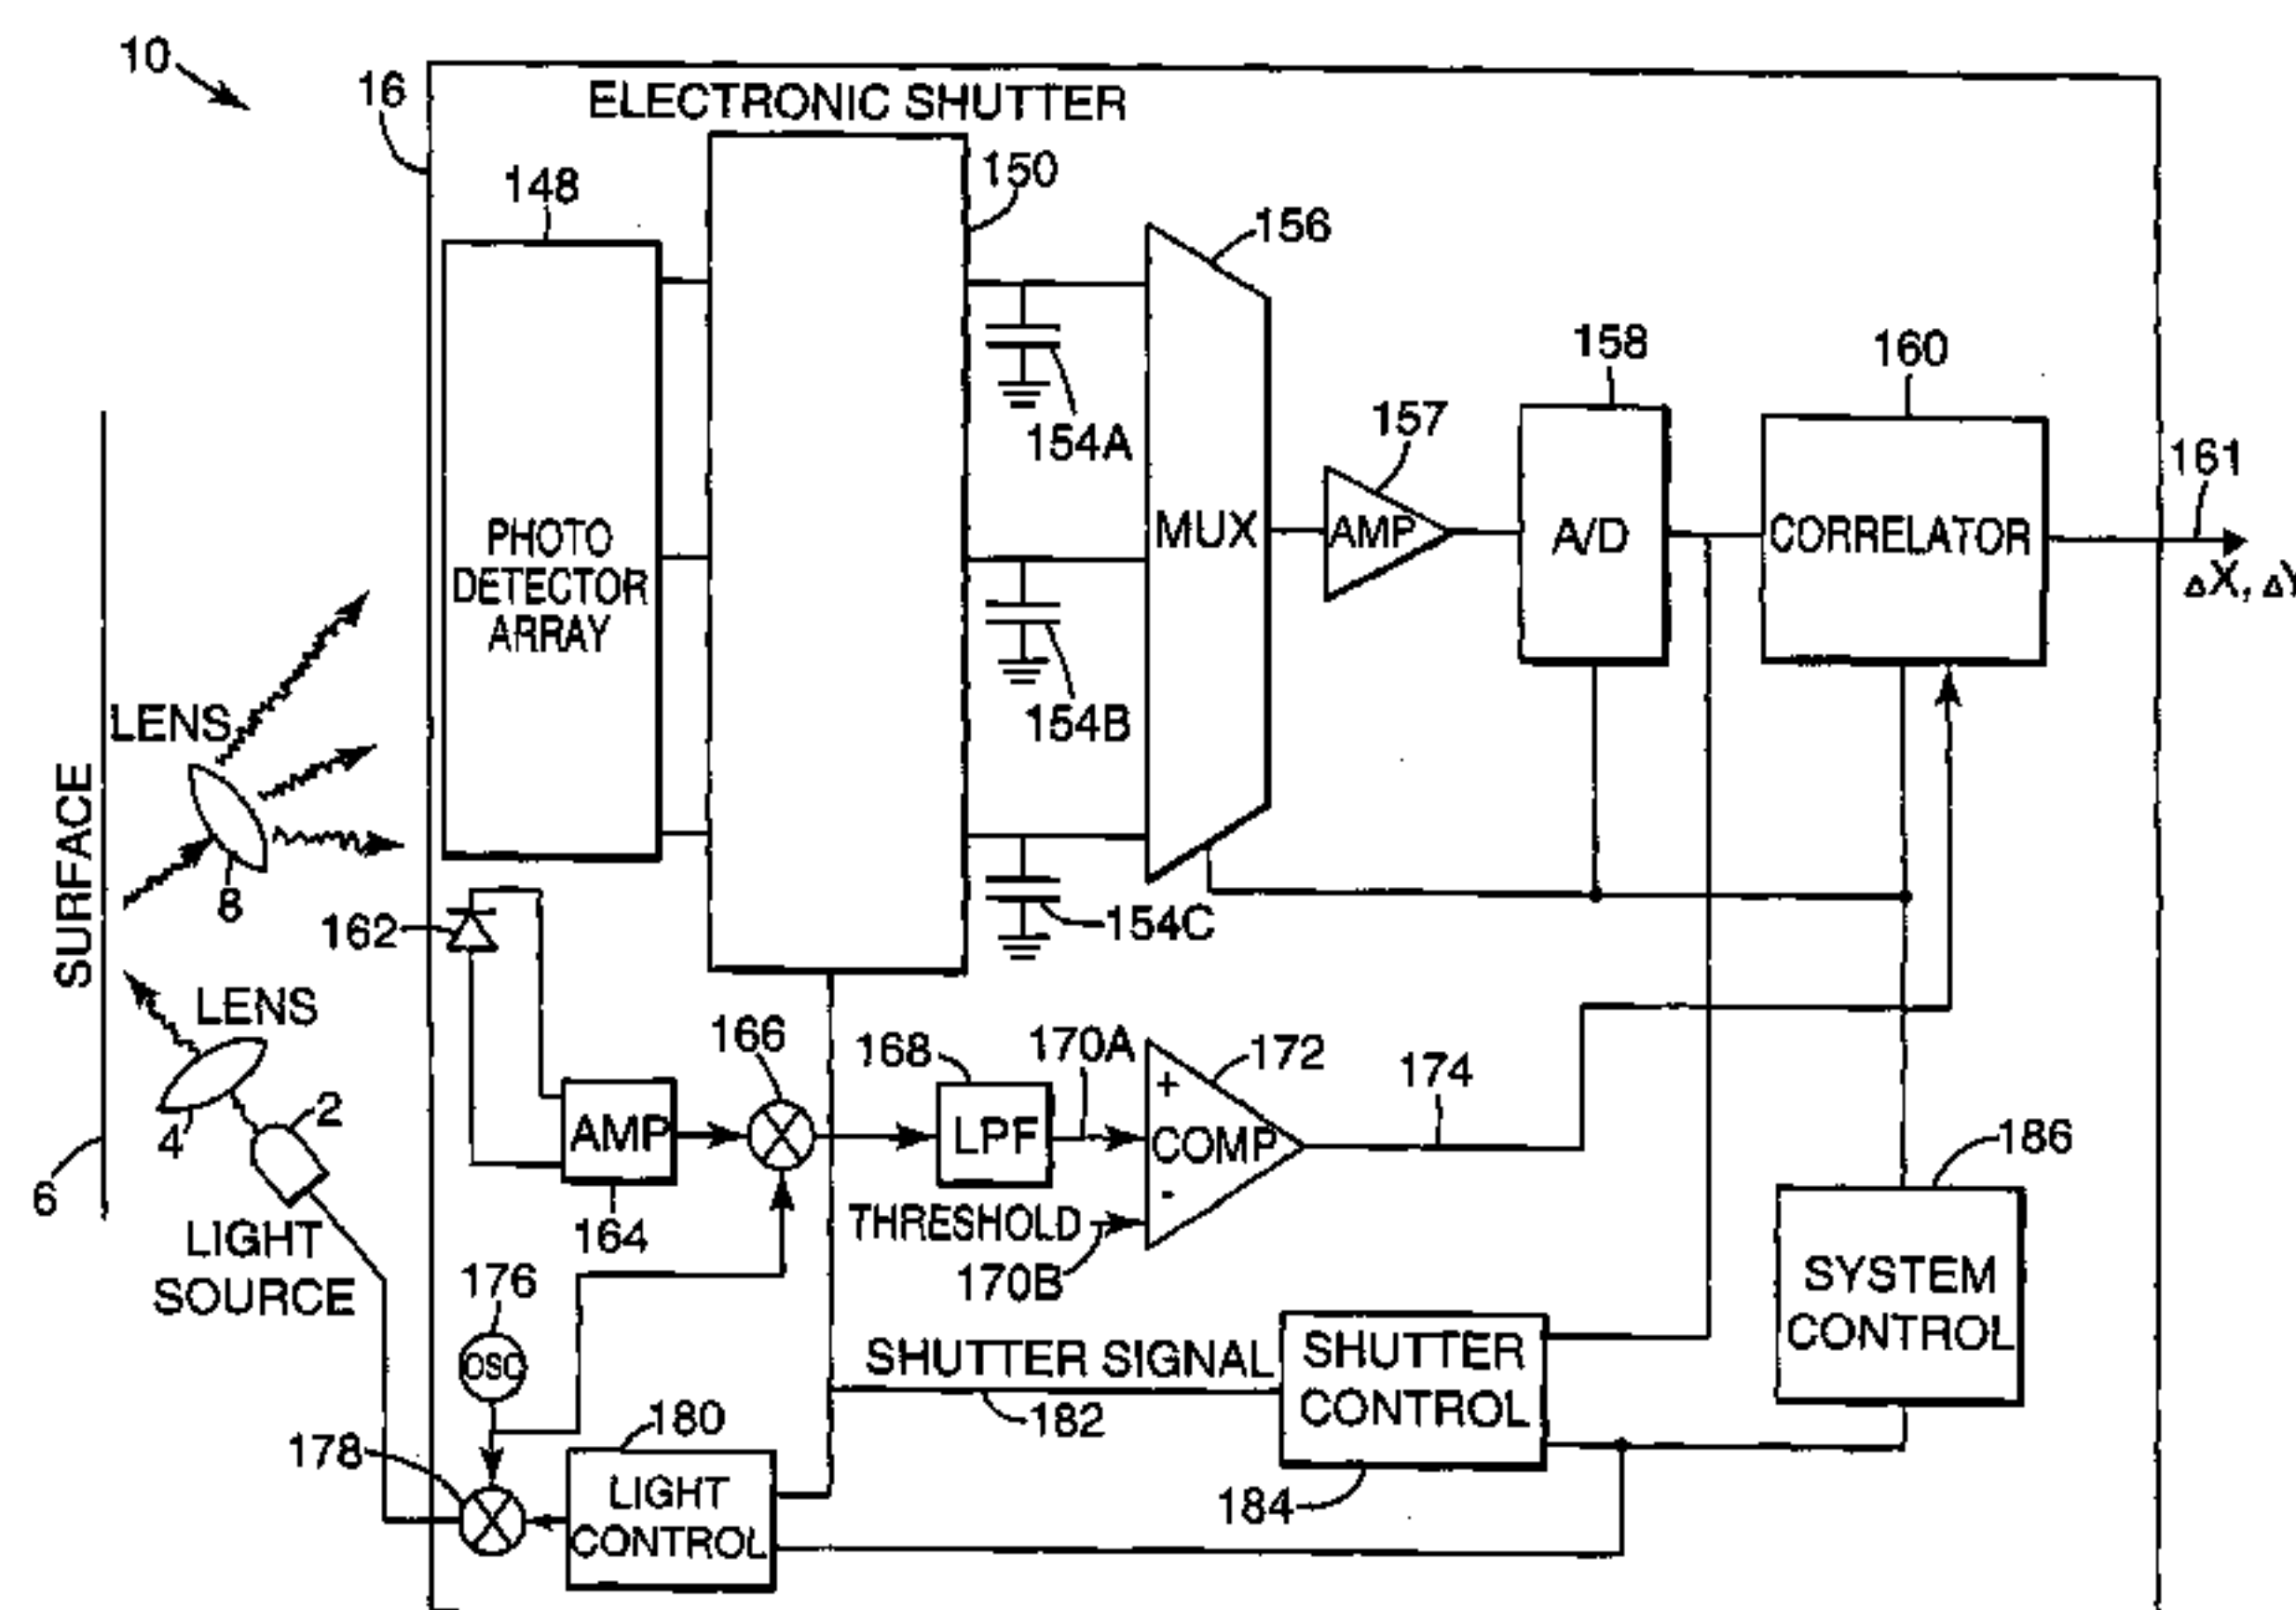 10
16
ELECTRONIC SHUTTER
148
150
156
158
160
157
154A
161
PHOTO
DETECTOR
ARRAY
MUX
AMP
A/D
CORRELATOR
ΔX, ΔY
LENS
154B
SURFACE
8
162
154C
LENS
166
168
170A
172
174
2
4
AMP
LPF
+
COMP
-
186
6
164
THRESHOLD
170B
LIGHT
SOURCE
176
OSC
SHUTTER SIGNAL
182
SHUTTER
CONTROL
SYSTEM
CONTROL
178
180
184
LIGHT
CONTROL